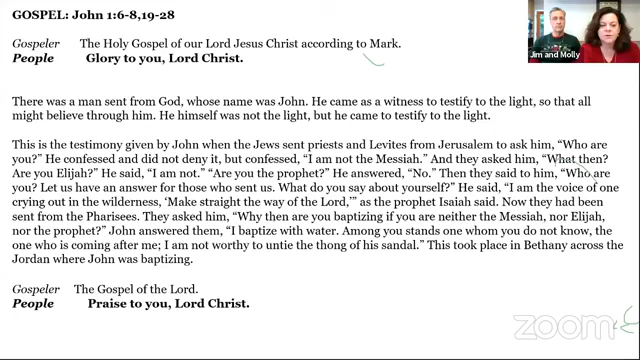 GOSPEL: John 1:6-8,19-28
Gospeler The Holy Gospel of our Lord Jesus Christ according to Mark.
People Glory to you, Lord Christ.
There was a man sent from God, whose name was John. He came as a witness to testify to the light, so that all
might believe through him. He himself was not the light, but he came to testify to the light.
This is the testimony given by John when the Jews sent priests and Levites from Jerusalem to ask him, “Who are
you?” He confessed and did not deny it, but confessed, “I am not the Messiah.” And they asked him, “What then?
Are you Elijah?” He said, “I am not.” “Are you the prophet?” He answered, “No.” Then they said to him, “Who are
you? Let us have an answer for those who sent us. What do you say about yourself?” He said, “I am the voice of one
crying out in the wilderness, ‘Make straight the way of the Lord,’” as the prophet Isaiah said. Now they had been
sent from the Pharisees. They asked him, “Why then are you baptizing if you are neither the Messiah, nor Elijah,
nor the prophet?” John answered them, “I baptize with water. Among you stands one whom you do not know, the
one who is coming after me; I am not worthy to untie the thong of his sandal.” This took place in Bethany across the
Jordan where John was baptizing.
Gospeler The Gospel of the Lord.
People Praise to you, Lord Christ.
Jim and Molly
zoom